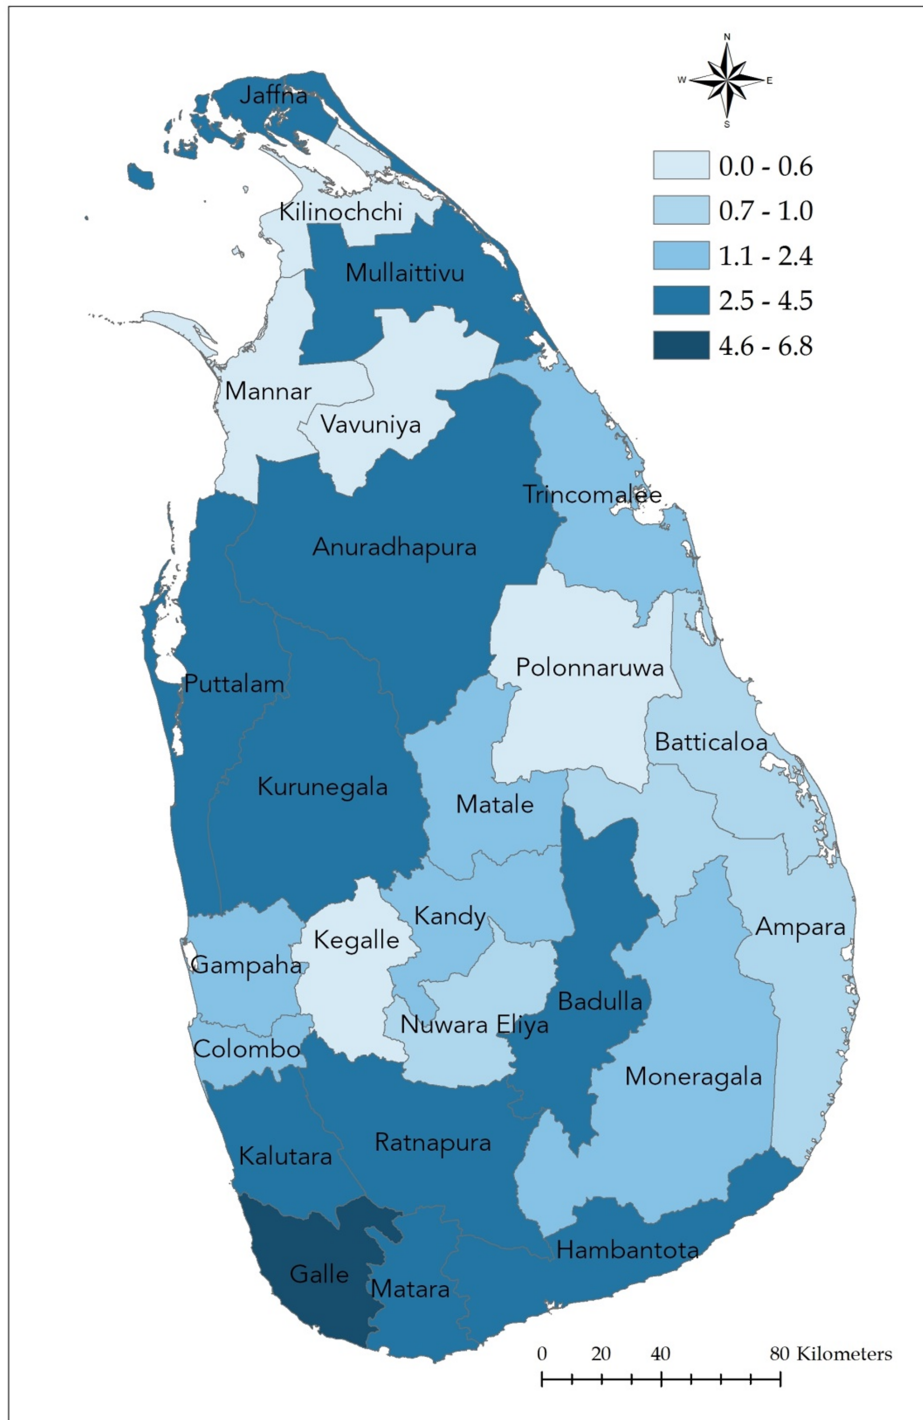 N
W E
S
0.0 - 0.6
0.7 - 1.0
1.1 - 2.4
2.5 - 4.5
4.6 - 6.8
Jaffna
Kilinochchi
Mullaittivu
Mannar
Vavuniya
Trincomalee
Anuradhapura
Polonnaruwa
Puttalam
Batticaloa
Kurunegala
Matale
Kandy
Ampara
Kegalle
Gampaha
Badulla
Nuwara Eliya
Colombo
Moneragala
Ratnapura
Kalutara
Hambantota
Galle
Matara
0 20 40 80 Kilometers